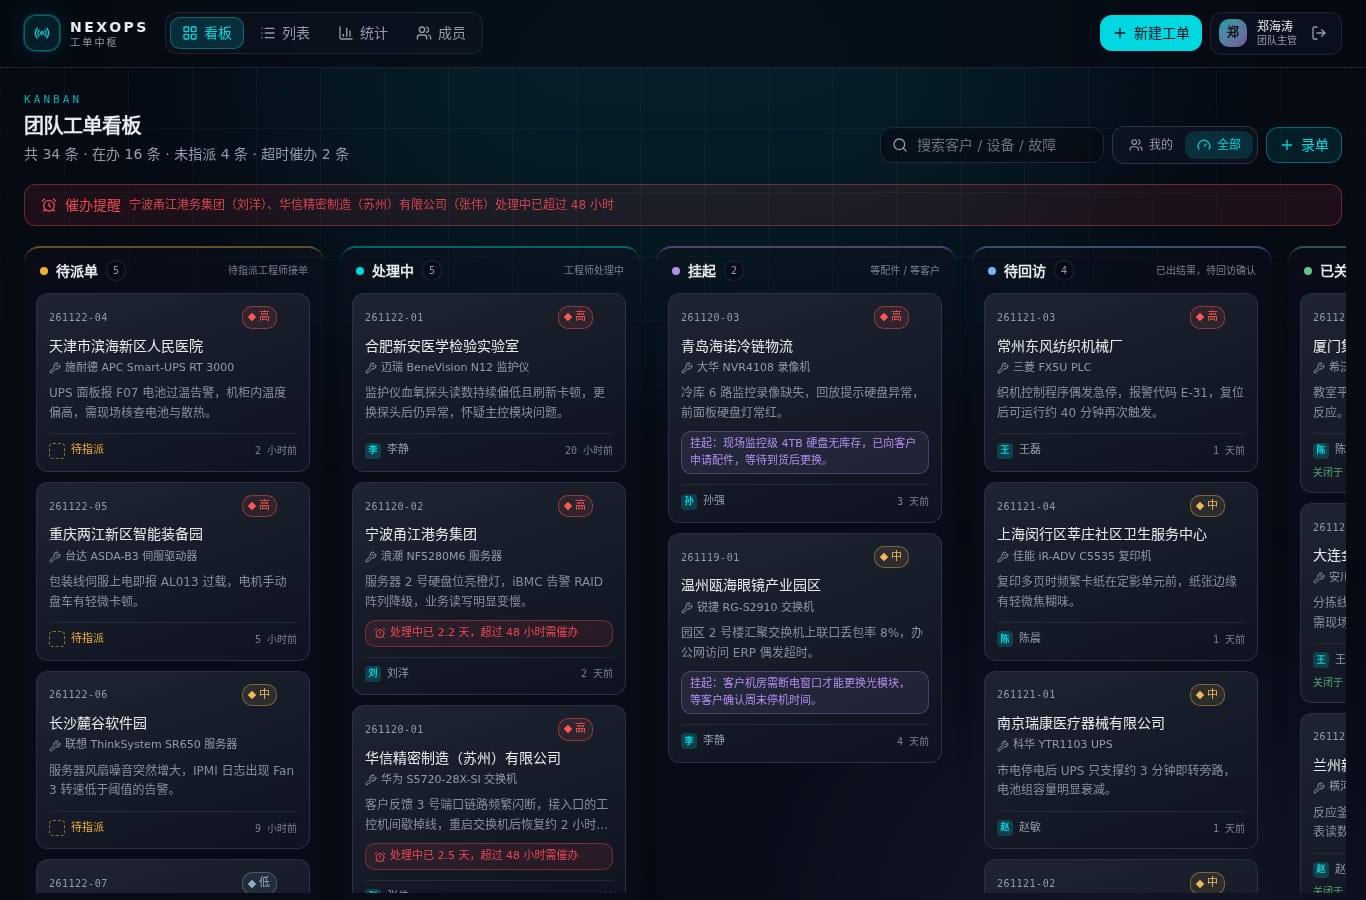 NEXOPS
工单中枢
看板
列表
统计
成员
新建工单
郑
郑海涛
团队主管
KANBAN
团队工单看板
共 34 条 · 在办 16 条 · 未指派 4 条 · 超时催办 2 条
搜索客户 / 设备 / 故障
我的
全部
录单
催办提醒 宁波甬江港务集团（刘洋）、华信精密制造（苏州）有限公司（张伟）处理中已超过 48 小时
待派单 5 待指派工程师接单
261122-04 高
天津市滨海新区人民医院
施耐德 APC Smart-UPS RT 3000
UPS 面板报 F07 电池过温告警，机柜内温度
偏高，需现场核查电池与散热。
待指派 2 小时前
261122-05 高
重庆两江新区智能装备园
台达 ASDA-B3 伺服驱动器
包装线伺服上电即报 AL013 过载，电机手动
盘车有轻微卡顿。
待指派 5 小时前
261122-06 中
长沙麓谷软件园
联想 ThinkSystem SR650 服务器
服务器风扇噪音突然增大，IPMI 日志出现 Fan
3 转速低于阈值的告警。
待指派 9 小时前
261122-07 低
处理中 5 工程师处理中
261122-01 高
合肥新安医学检验实验室
迈瑞 BeneVision N12 监护仪
监护仪血氧探头读数持续偏低且刷新卡顿，更
换探头后仍异常，怀疑主控模块问题。
李 李静 20 小时前
261120-02 高
宁波甬江港务集团
浪潮 NF5280M6 服务器
服务器 2 号硬盘位亮橙灯，iBMC 告警 RAID
阵列降级，业务读写明显变慢。
处理中已 2.2 天，超过 48 小时需催办
刘 刘洋 2 天前
261120-01 高
华信精密制造（苏州）有限公司
华为 S5720-28X-SI 交换机
客户反馈 3 号端口链路频繁闪断，接入口的工
控机间歇掉线，重启交换机后恢复约 2 小时...
处理中已 2.5 天，超过 48 小时需催办
挂起 2 等配件 / 等客户
261120-03 高
青岛海诺冷链物流
大华 NVR4108 录像机
冷库 6 路监控录像缺失，回放提示硬盘异常，
前面板硬盘灯常红。
挂起：现场监控级 4TB 硬盘无库存，已向客户
申请配件，等待到货后更换。
孙 孙强 3 天前
261119-01 中
温州瓯海眼镜产业园区
锐捷 RG-S2910 交换机
园区 2 号楼汇聚交换机上联口丢包率 8%，办
公网访问 ERP 偶发超时。
挂起：客户机房需断电窗口才能更换光模块，
等客户确认周末停机时间。
李 李静 4 天前
待回访 4 已出结果，待回访确认
261121-03 高
常州东风纺织机械厂
三菱 FX5U PLC
织机控制程序偶发急停，报警代码 E-31，复位
后可运行约 40 分钟再次触发。
王 王磊 1 天前
261121-04 中
上海闵行区莘庄社区卫生服务中心
佳能 iR-ADV C5535 复印机
复印多页时频繁卡纸在定影单元前，纸张边缘
有轻微焦糊味。
陈 陈晨 1 天前
261121-01 中
南京瑞康医疗器械有限公司
科华 YTR1103 UPS
市电停电后 UPS 只支撑约 3 分钟即转旁路，
电池组容量明显衰减。
赵 赵敏 1 天前
261121-02 中
已关
26112
厦门
希沃
教室平
反应。
陈 陈
关闭于
26112
大连
安川
分拣线
需现场
王 王
关闭于
26112
兰州
横河
反应釜
表读数
赵 赵
关闭于